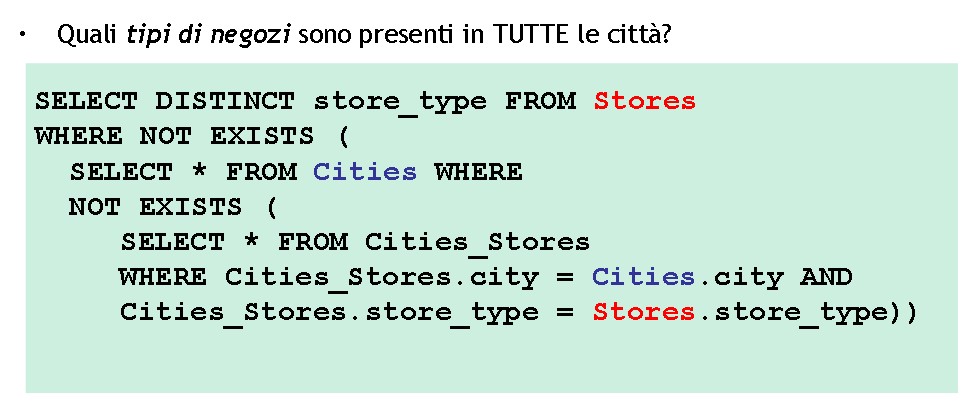 • Quali tipi di negozi sono presenti in TUTTE le città?
SELECT DISTINCT store_type FROM Stores
WHERE NOT EXISTS (
SELECT * FROM Cities WHERE
NOT EXISTS (
SELECT * FROM Cities_Stores
WHERE Cities_Stores.city = Cities.city AND
Cities_Stores.store_type = Stores.store_type))